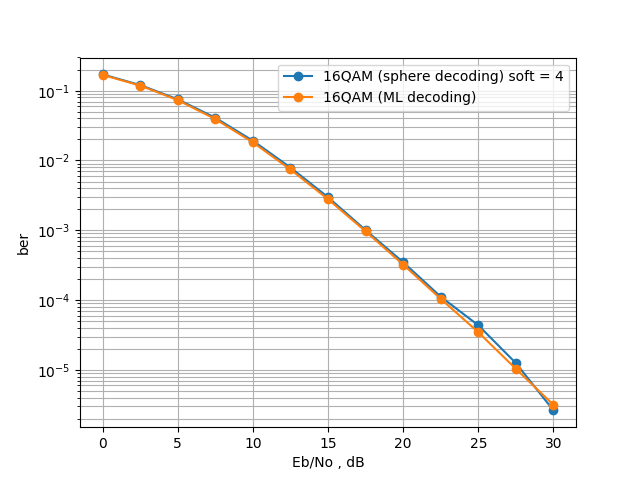 16QAM (sphere decoding) soft = 4
16QAM (ML decoding)
10⁻¹
10⁻²
10⁻³
10⁻⁴
10⁻⁵
ber
0 5 10 15 20 25 30
Eb/No , dB